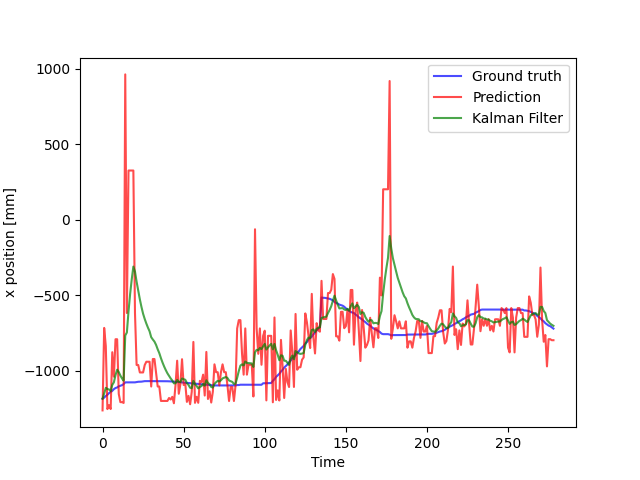 1000
500
0
−500
−1000
x position [mm]
0 50 100 150 200 250
Time
Ground truth
Prediction
Kalman Filter